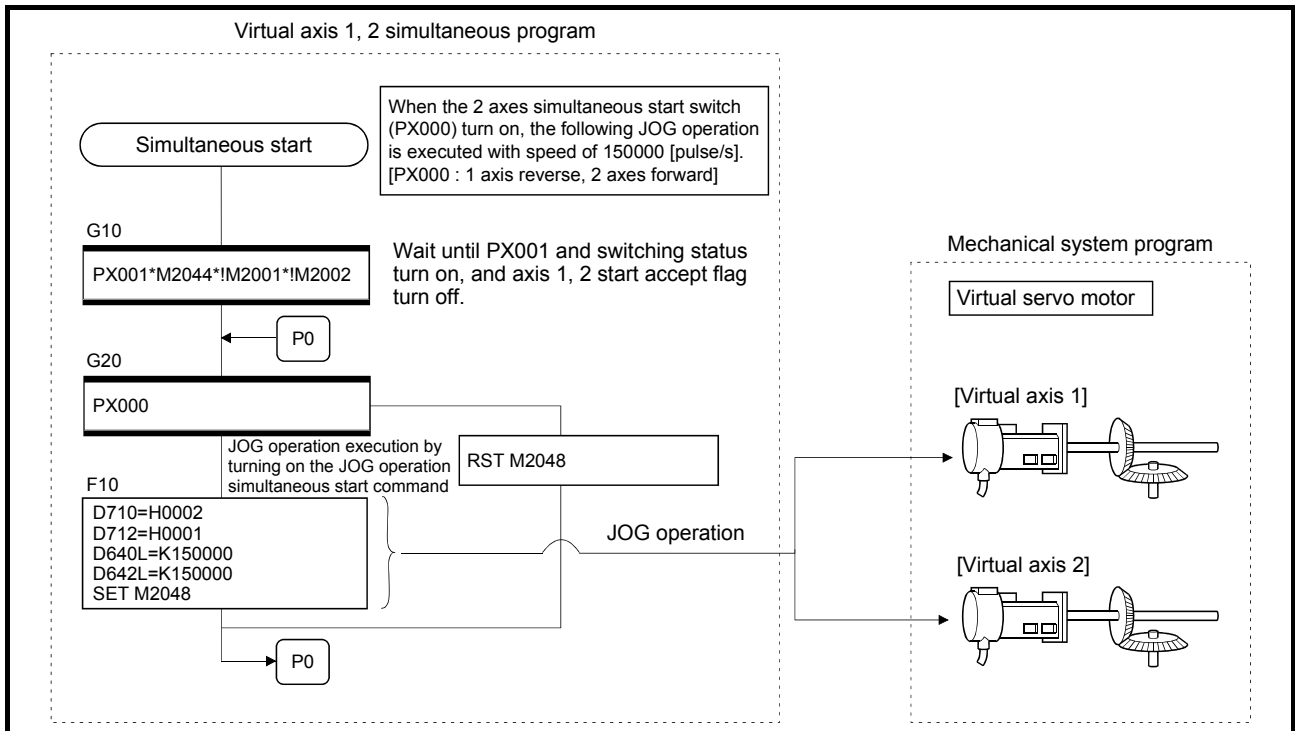 Virtual axis 1, 2 simultaneous program
When the 2 axes simultaneous start switch
(PX000) turn on, the following JOG operation
is executed with speed of 150000 [pulse/s].
[PX000 : 1 axis reverse, 2 axes forward]
Simultaneous start
G10
PX001*M2044*!M2001*!M2002
Wait until PX001 and switching status
turn on, and axis 1, 2 start accept flag
turn off.
P0
G20
PX000
JOG operation execution by
turning on the JOG operation
simultaneous start command
RST M2048
F10
D710=H0002
D712=H0001
D640L=K150000
D642L=K150000
SET M2048
JOG operation
P0
Mechanical system program
Virtual servo motor
[Virtual axis 1]
[Virtual axis 2]